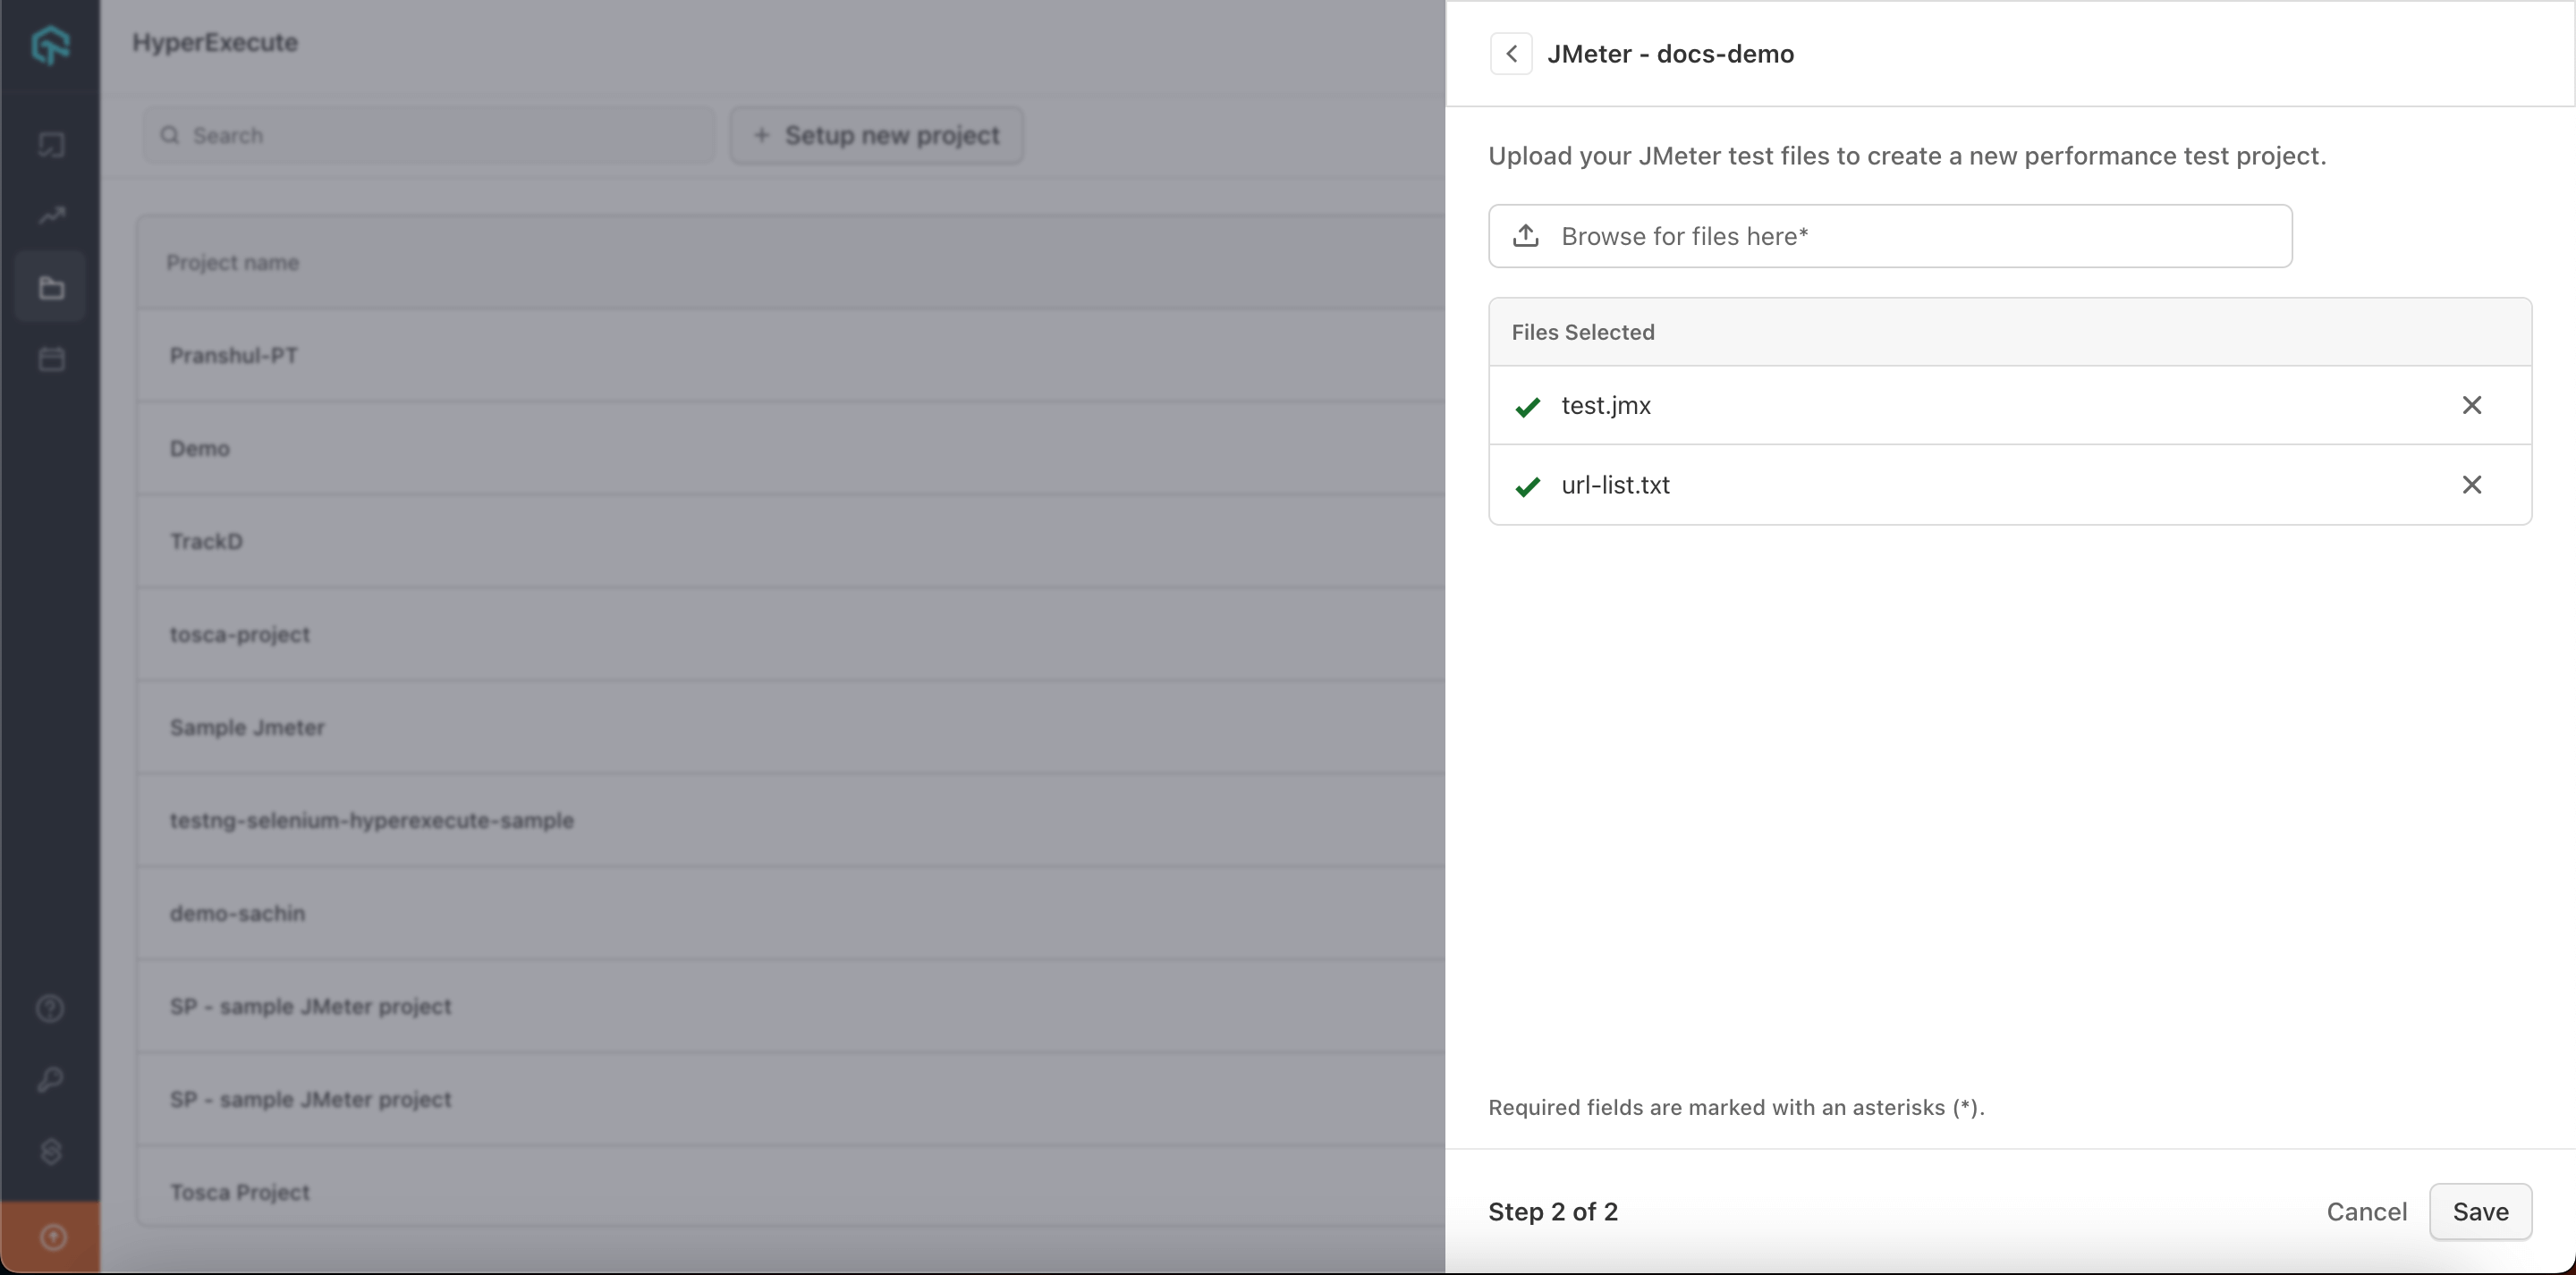 HyperExecute
Search
+ Setup new project
Project name
Pranshul-PT
Demo
TrackD
tosca-project
Sample Jmeter
testng-selenium-hyperexecute-sample
demo-sachin
SP - sample JMeter project
SP - sample JMeter project
Tosca Project
JMeter - docs-demo
Upload your JMeter test files to create a new performance test project.
Browse for files here*
Files Selected
test.jmx
url-list.txt
Required fields are marked with an asterisks (*).
Step 2 of 2
Cancel
Save